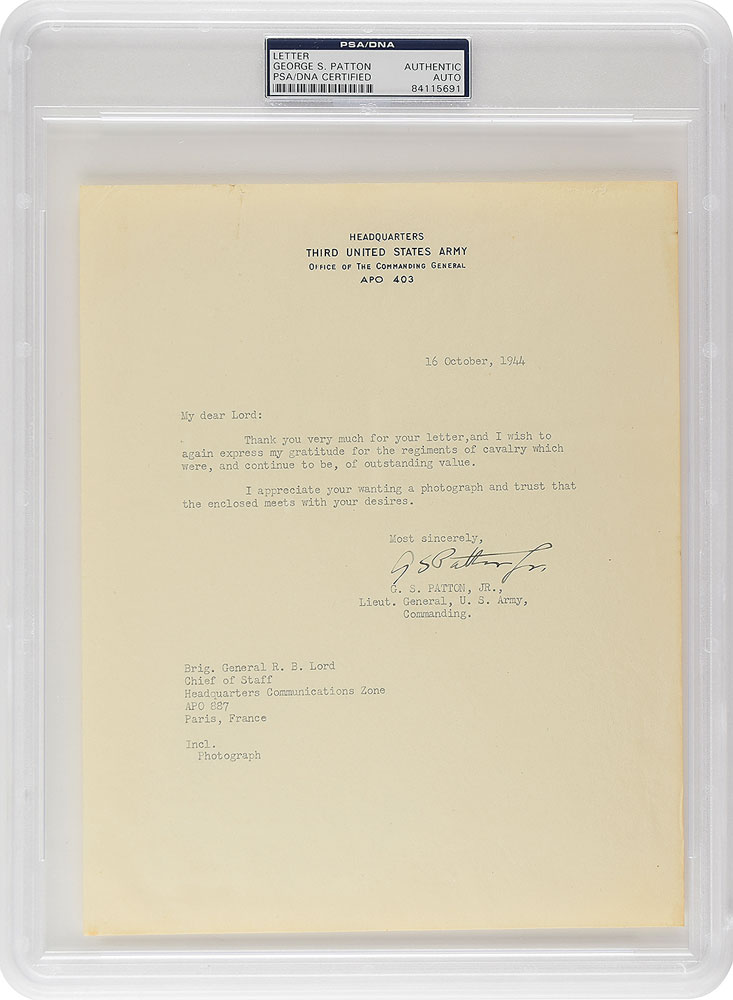 PSA/DNA
LETTER
GEORGE S. PATTON AUTHENTIC
PSA/DNA CERTIFIED AUTO
84115691
HEADQUARTERS
THIRD UNITED STATES ARMY
OFFICE OF THE COMMANDING GENERAL
APO 403
16 October, 1944
My dear Lord:
Thank you very much for your letter,and I wish to
again express my gratitude for the regiments of cavalry which
were, and continue to be, of outstanding value.
I appreciate your wanting a photograph and trust that
the enclosed meets with your desires.
Most sincerely,
G S Patton Jr.
G. S. PATTON, JR.,
Lieut. General, U. S. Army,
Commanding.
Brig. General R. B. Lord
Chief of Staff
Headquarters Communications Zone
APO 887
Paris, France
Incl.
Photograph